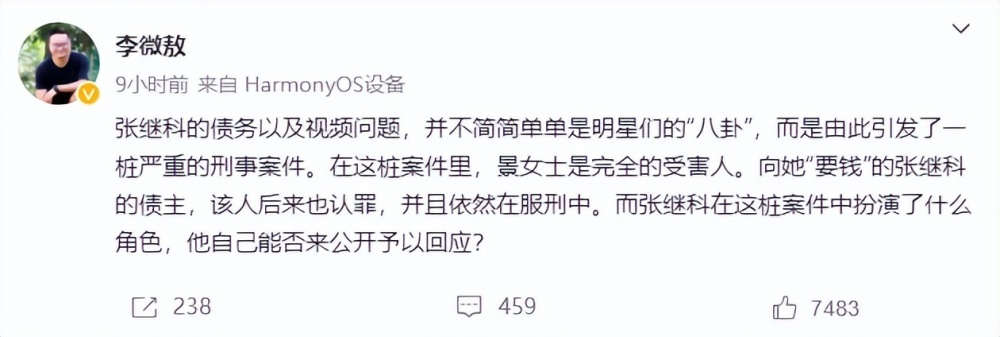 李微敖
9小时前 来自 HarmonyOS设备
张继科的债务以及视频问题，并不简简单单是明星们的“八卦”，而是由此引发了一
桩严重的刑事案件。在这桩案件里，景女士是完全的受害人。向她“要钱”的张继科
的债主，该人后来也认罪，并且依然在服刑中。而张继科在这桩案件中扮演了什么
角色，他自己能否来公开予以回应？
238 459 7483